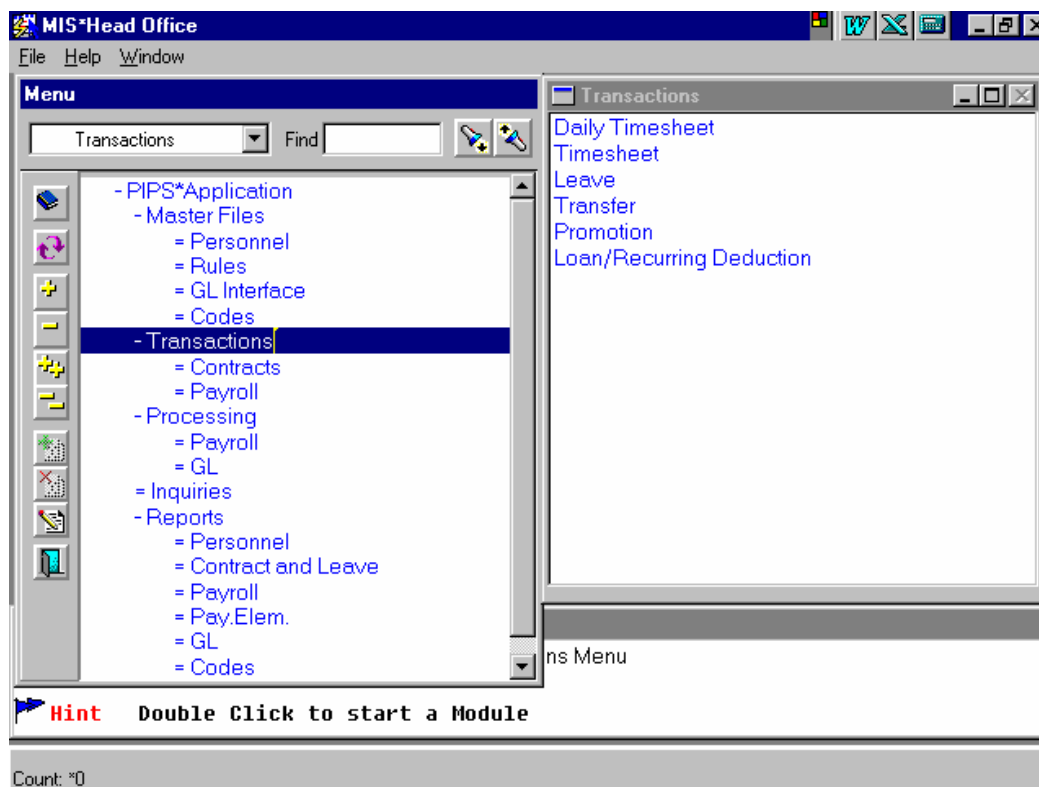 MIS*Head Office
File Help Window
Menu
Transactions Find
- PIPS*Application
- Master Files
= Personnel
= Rules
= GL Interface
= Codes
- Transactions
= Contracts
= Payroll
- Processing
= Payroll
= GL
= Inquiries
- Reports
= Personnel
= Contract and Leave
= Payroll
= Pay.Elem.
= GL
= Codes
Transactions
Daily Timesheet
Timesheet
Leave
Transfer
Promotion
Loan/Recurring Deduction
ns Menu
Hint Double Click to start a Module
Count: *0